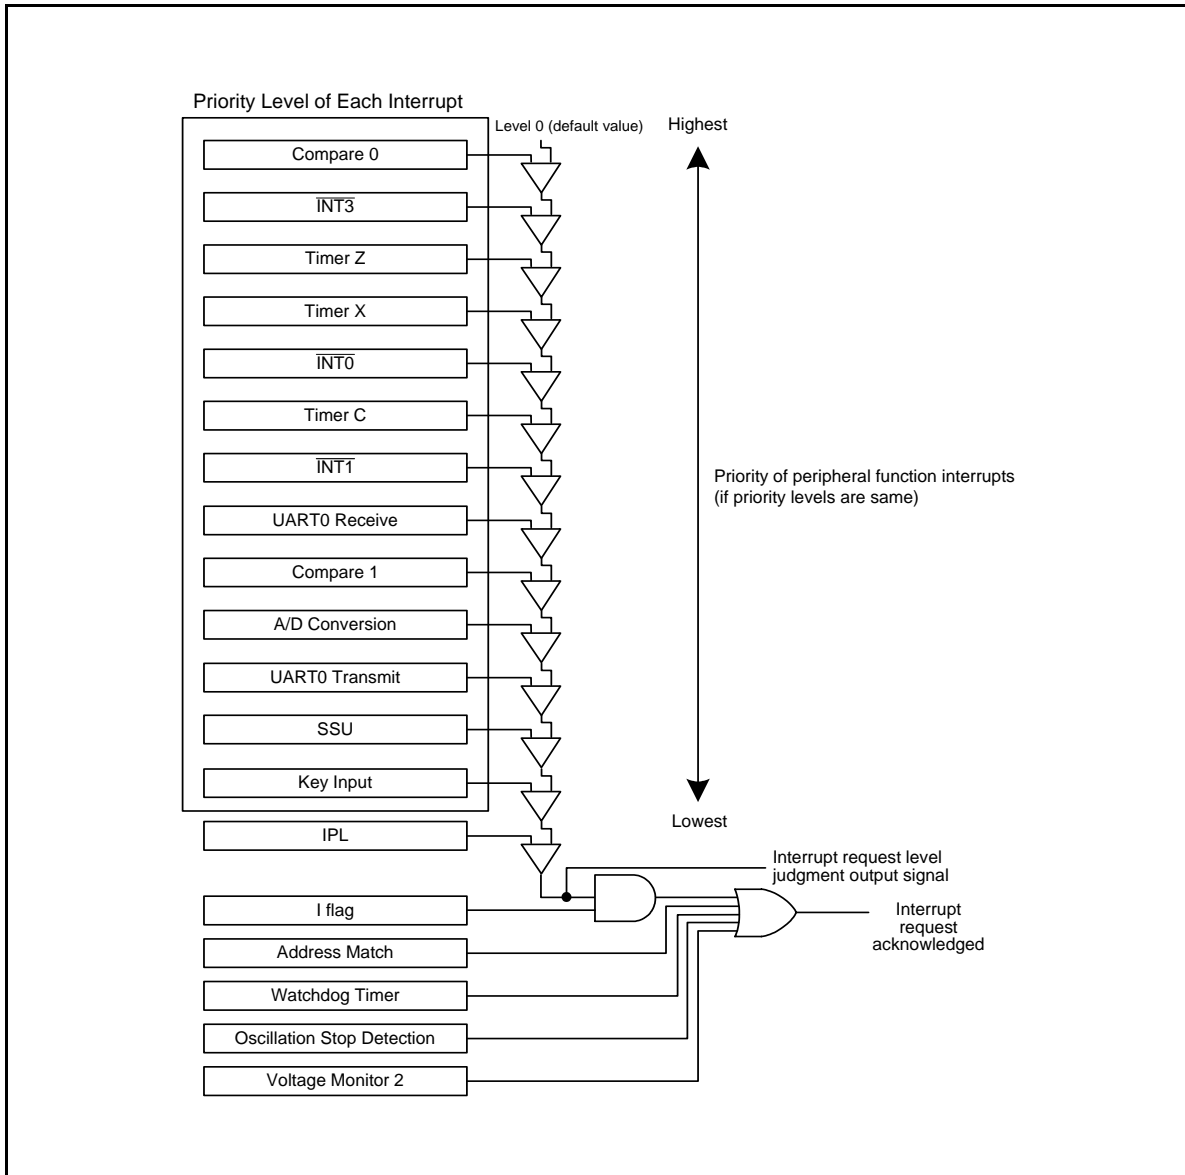 Priority Level of Each Interrupt
Level 0 (default value)
Highest
Compare 0
INT3
Timer Z
Timer X
INT0
Timer C
INT1
UART0 Receive
Compare 1
A/D Conversion
UART0 Transmit
SSU
Key Input
IPL
Priority of peripheral function interrupts
(if priority levels are same)
Lowest
Interrupt request level
judgment output signal
I flag
Address Match
Watchdog Timer
Oscillation Stop Detection
Voltage Monitor 2
Interrupt
request
acknowledged